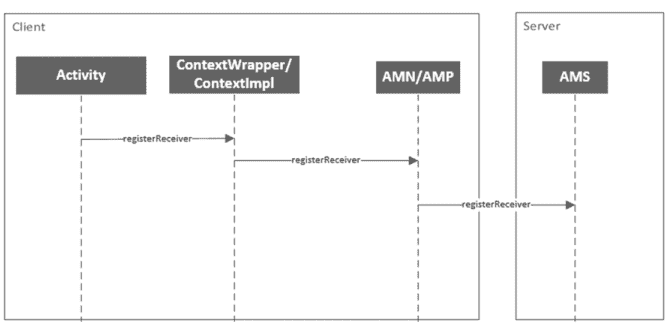 Client
Server
Activity
ContextWrapper/
ContextImpl
AMN/AMP
AMS
registerReceiver
registerReceiver
registerReceiver